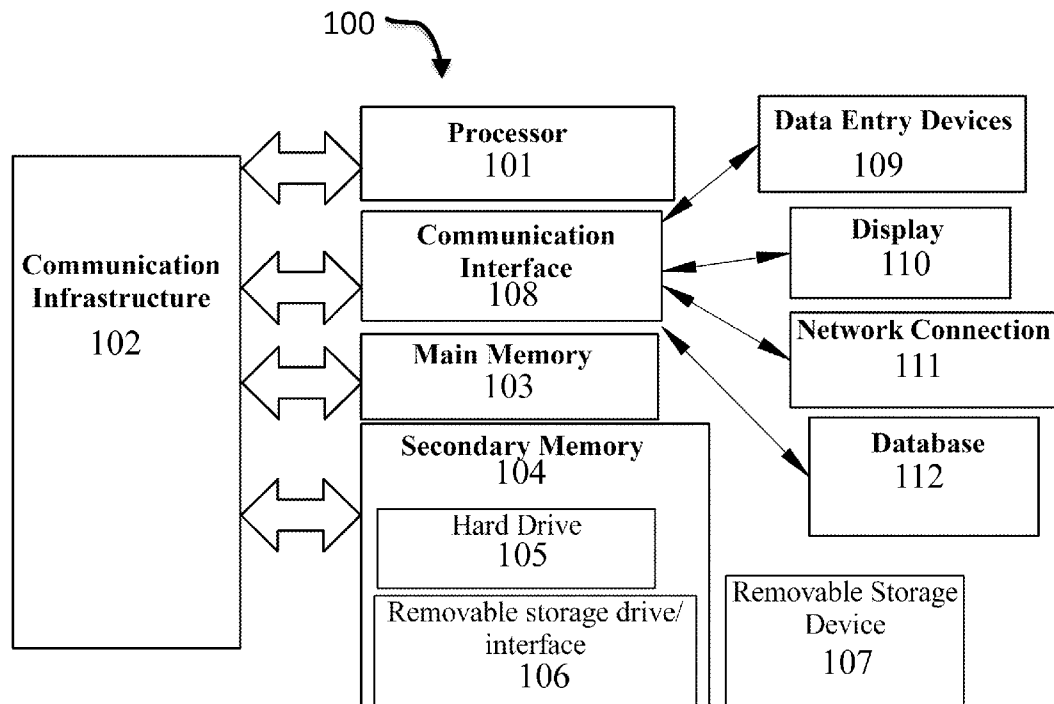 100
Processor
101
Data Entry Devices
109
Communication
Infrastructure
102
Communication
Interface
108
Display
110
Network Connection
111
Main Memory
103
Database
112
Secondary Memory
104
Hard Drive
105
Removable storage drive/
interface
106
Removable Storage
Device
107